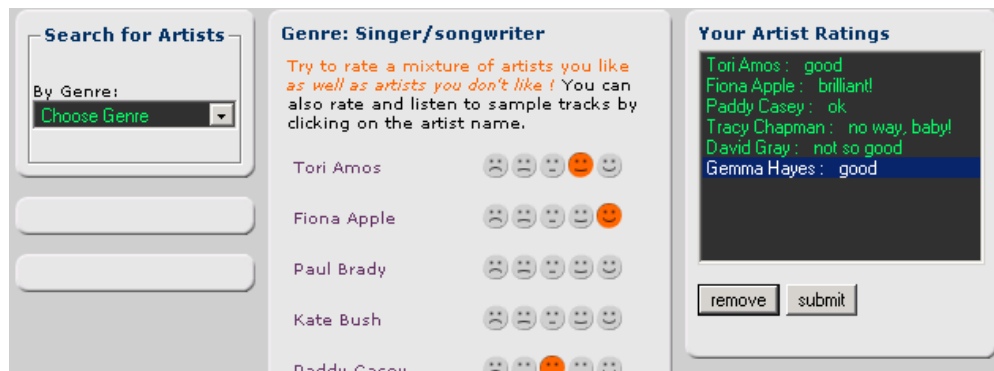 Search for Artists
By Genre:
Choose Genre
Genre: Singer/songwriter
Try to rate a mixture of artists you like
as well as artists you don't like ! You can
also rate and listen to sample tracks by
clicking on the artist name.
Tori Amos
Fiona Apple
Paul Brady
Kate Bush
Paddy Casey
Your Artist Ratings
Tori Amos : good
Fiona Apple : brilliant!
Paddy Casey : ok
Tracy Chapman : no way, baby!
David Gray : not so good
Gemma Hayes : good
remove submit